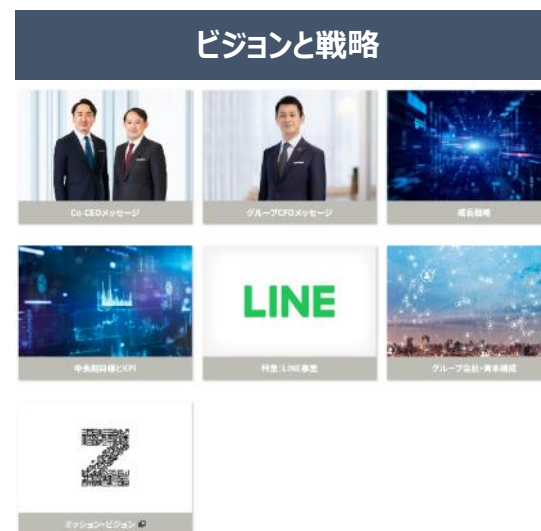 ビジョンと戦略
Co-CEOメッセージ
グループCFOメッセージ
成長戦略
中長期目標とKPI
LINE
特集：LINE事業
グループ会社・資本構成
Z
ミッション・ビジョン